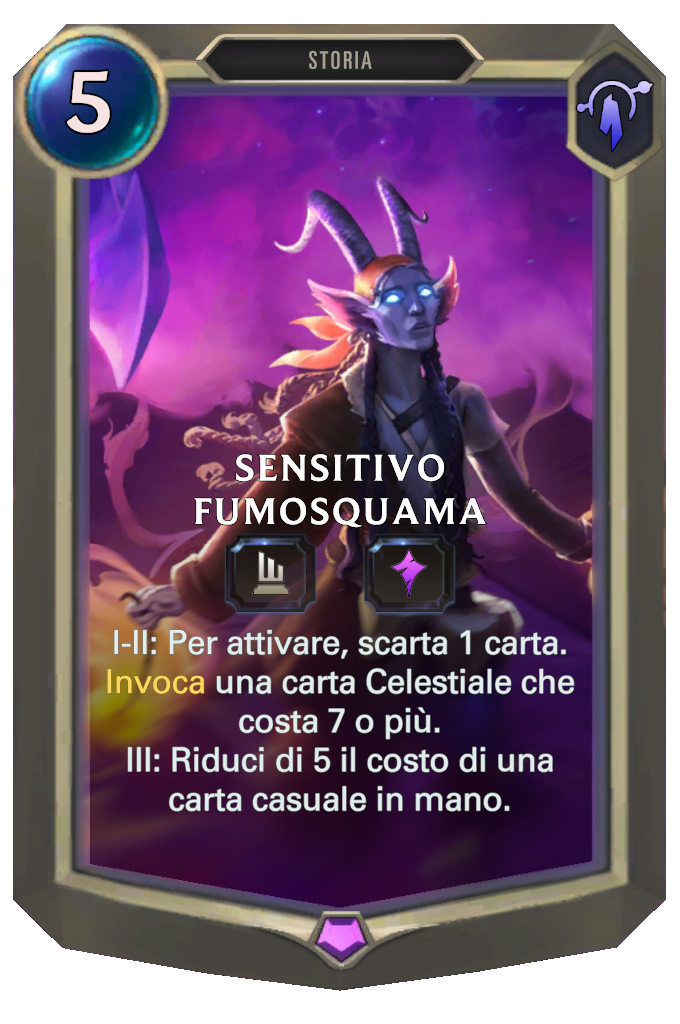 5
STORIA
SENSITIVO
FUMOSQUAMA
I-II: Per attivare, scarta 1 carta.
Invoca una carta Celestiale che
costa 7 o più.
III: Riduci di 5 il costo di una
carta casuale in mano.